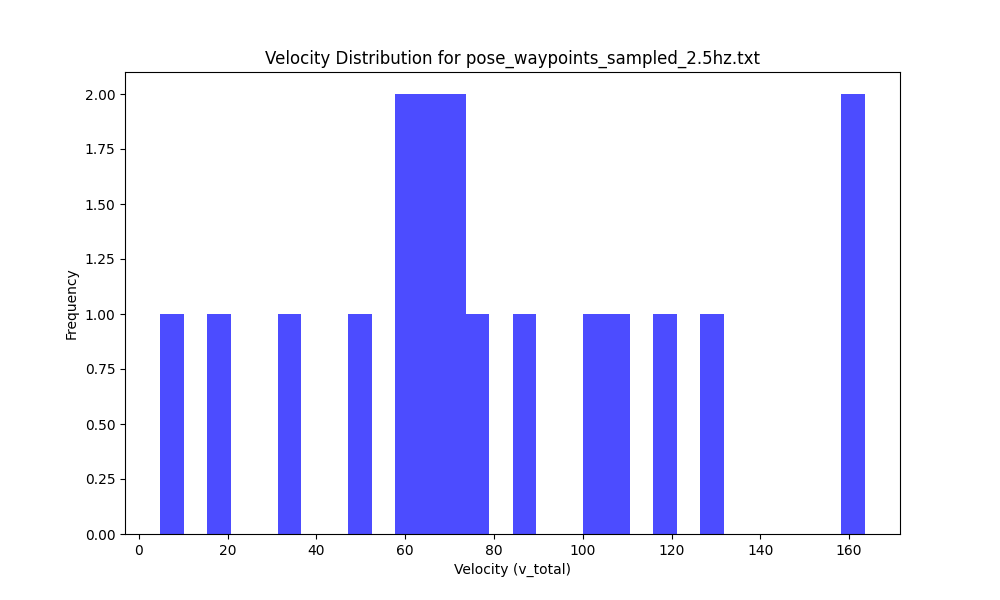 Velocity Distribution for pose_waypoints_sampled_2.5hz.txt
2.00
1.75
1.50
1.25
1.00
0.75
0.50
0.25
0.00
Frequency
0 20 40 60 80 100 120 140 160
Velocity (v_total)